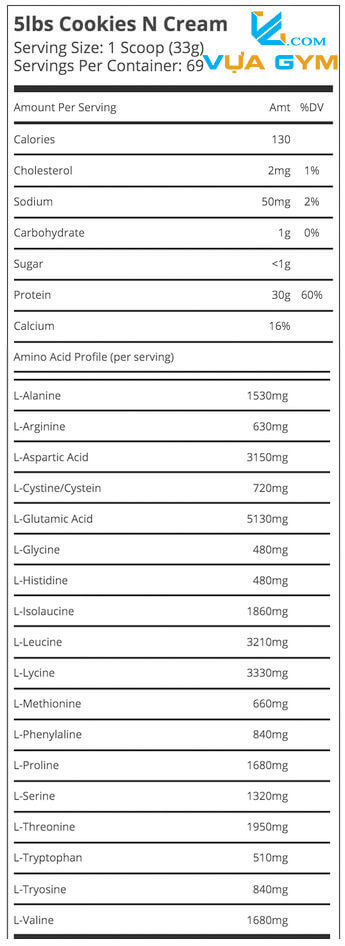 5lbs Cookies N Cream
Serving Size: 1 Scoop (33g)
Servings Per Container: 69
.COM
VỰA GYM
Amount Per Serving Amt %DV
Calories 130
Cholesterol 2mg 1%
Sodium 50mg 2%
Carbohydrate 1g 0%
Sugar <1g
Protein 30g 60%
Calcium 16%
Amino Acid Profile (per serving)
L-Alanine 1530mg
L-Arginine 630mg
L-Aspartic Acid 3150mg
L-Cystine/Cystein 720mg
L-Glutamic Acid 5130mg
L-Glycine 480mg
L-Histidine 480mg
L-Isolaucine 1860mg
L-Leucine 3210mg
L-Lycine 3330mg
L-Methionine 660mg
L-Phenylaline 840mg
L-Proline 1680mg
L-Serine 1320mg
L-Threonine 1950mg
L-Tryptophan 510mg
L-Tryosine 840mg
L-Valine 1680mg